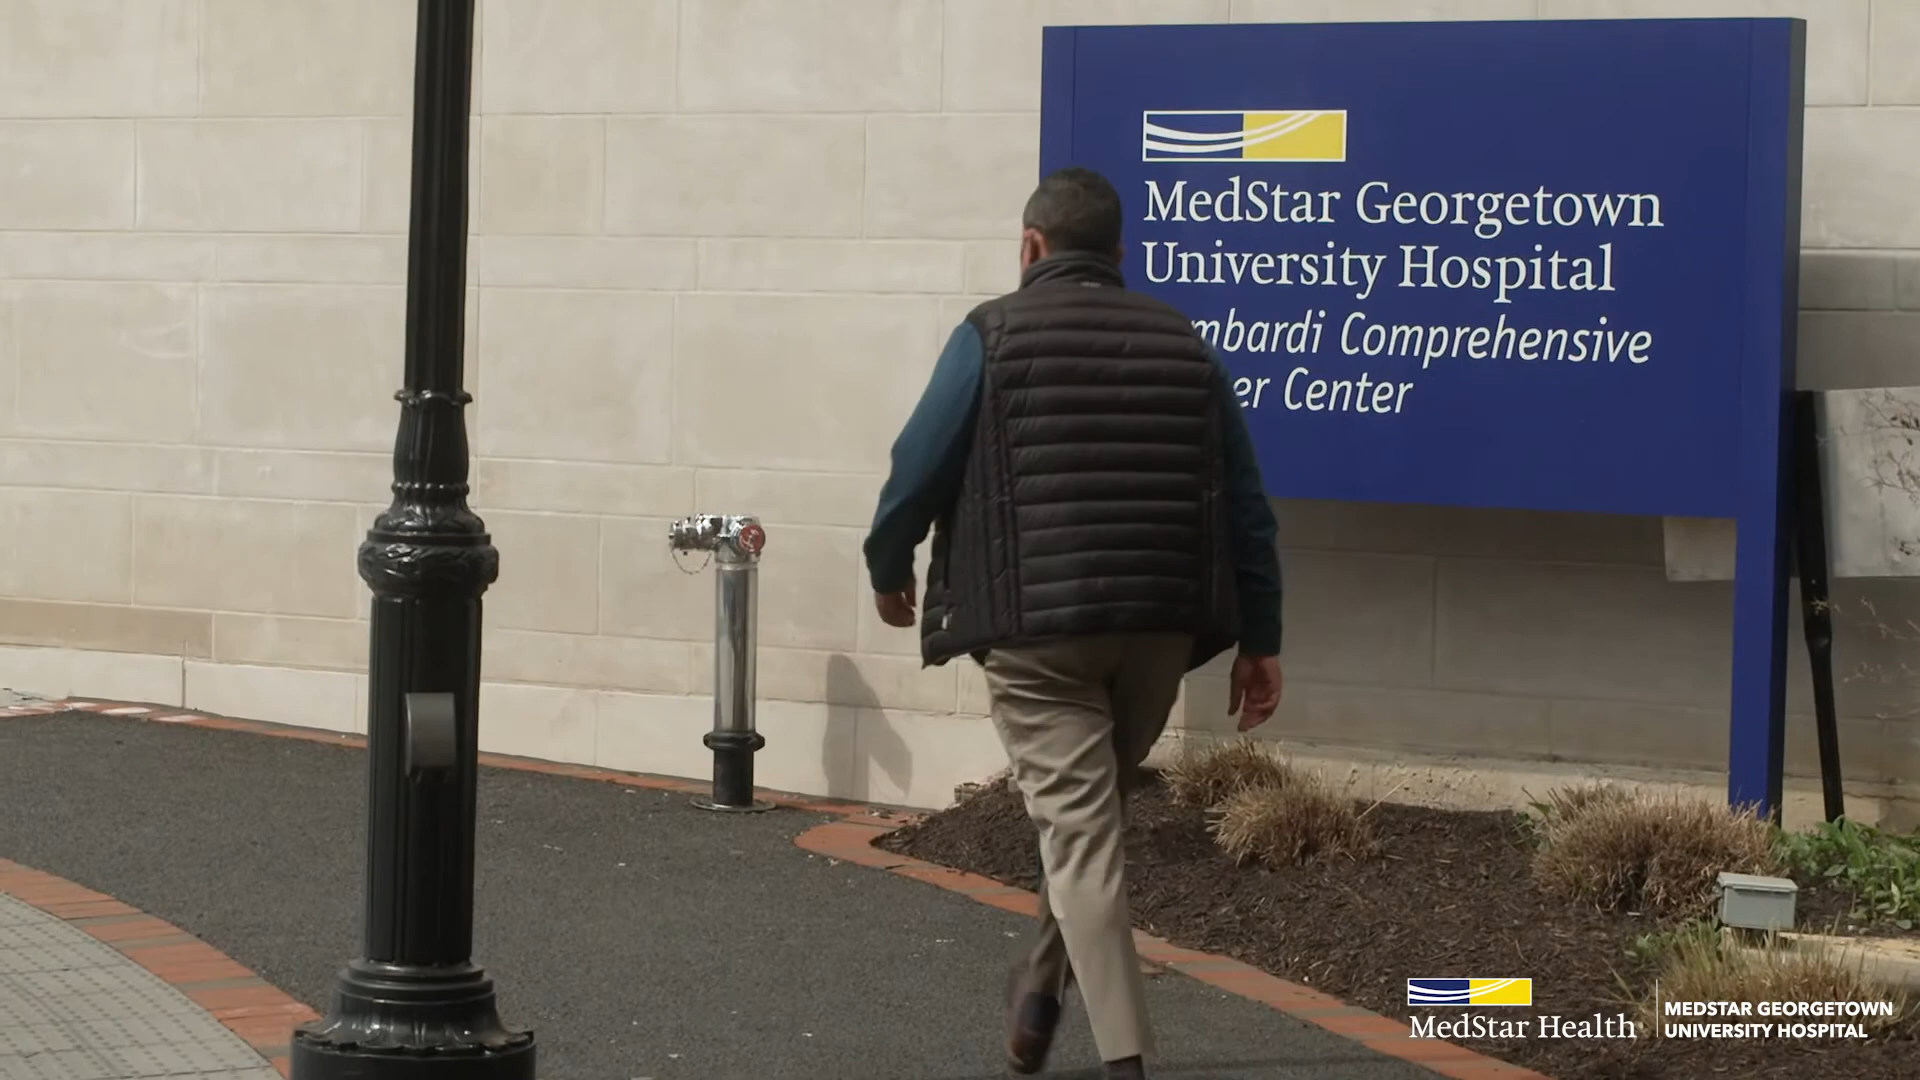 MedStar Georgetown
University Hospital
mbardi Comprehensive
er Center
MedStar Health
MEDSTAR GEORGETOWN
UNIVERSITY HOSPITAL